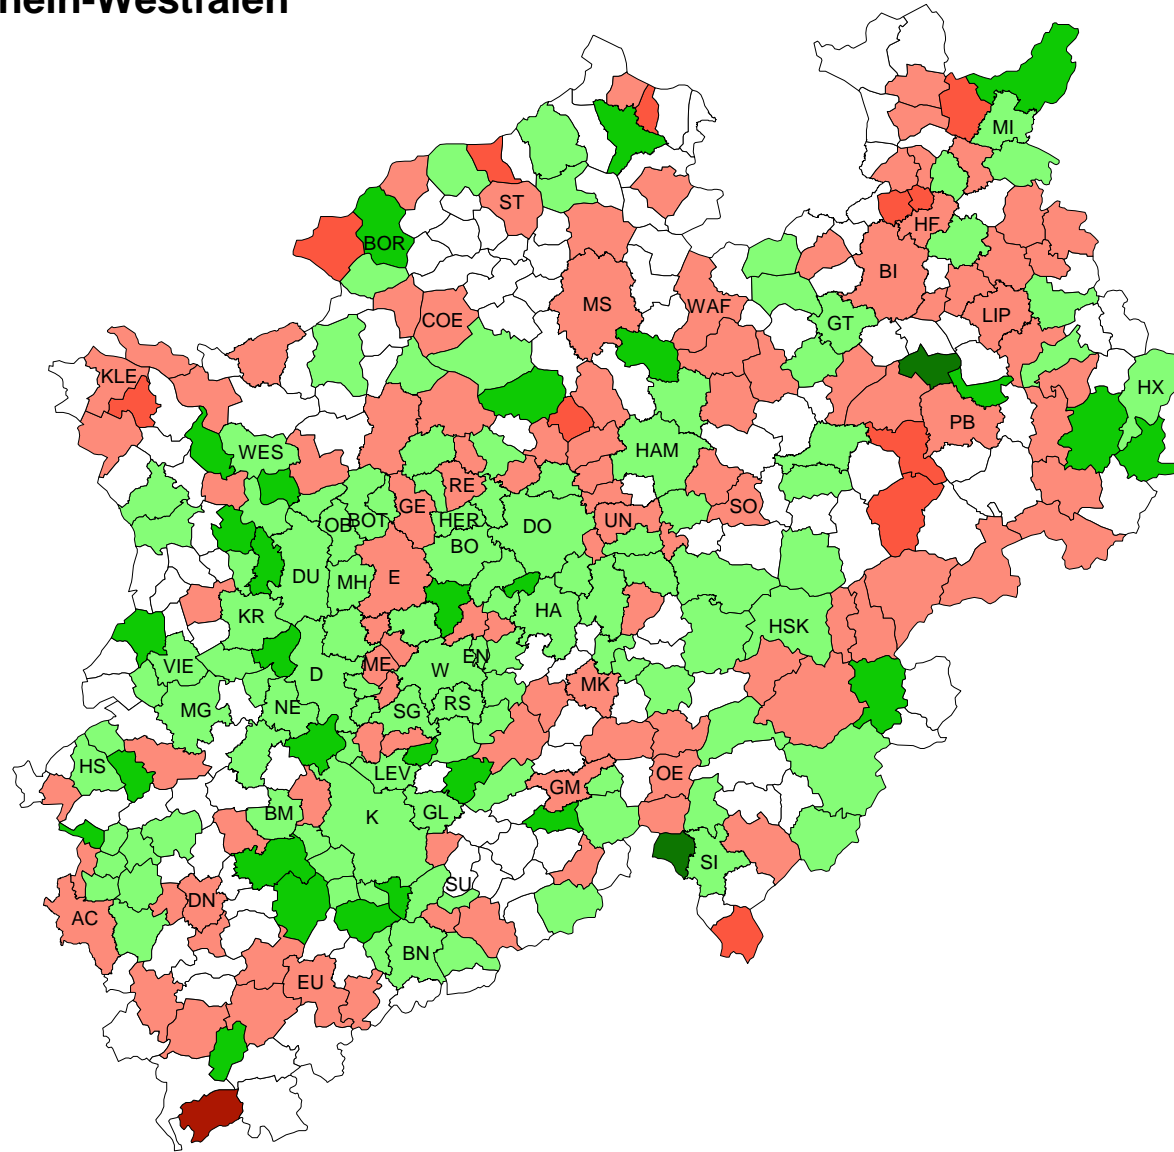 hein-Westfalen
MI
ST
HF
BOR
BI
MS
WAF
LIP
COE
GT
KLE
HX
PB
WES
HAM
RE
GE
SO
OB
BOT
HER
DO
UN
BO
DU
MH
E
HA
KR
HSK
EN
VIE
ME
W
D
MK
MG
NE
SG
RS
HS
LEV
OE
GM
BM
K
GL
SI
SU
DN
AC
BN
EU